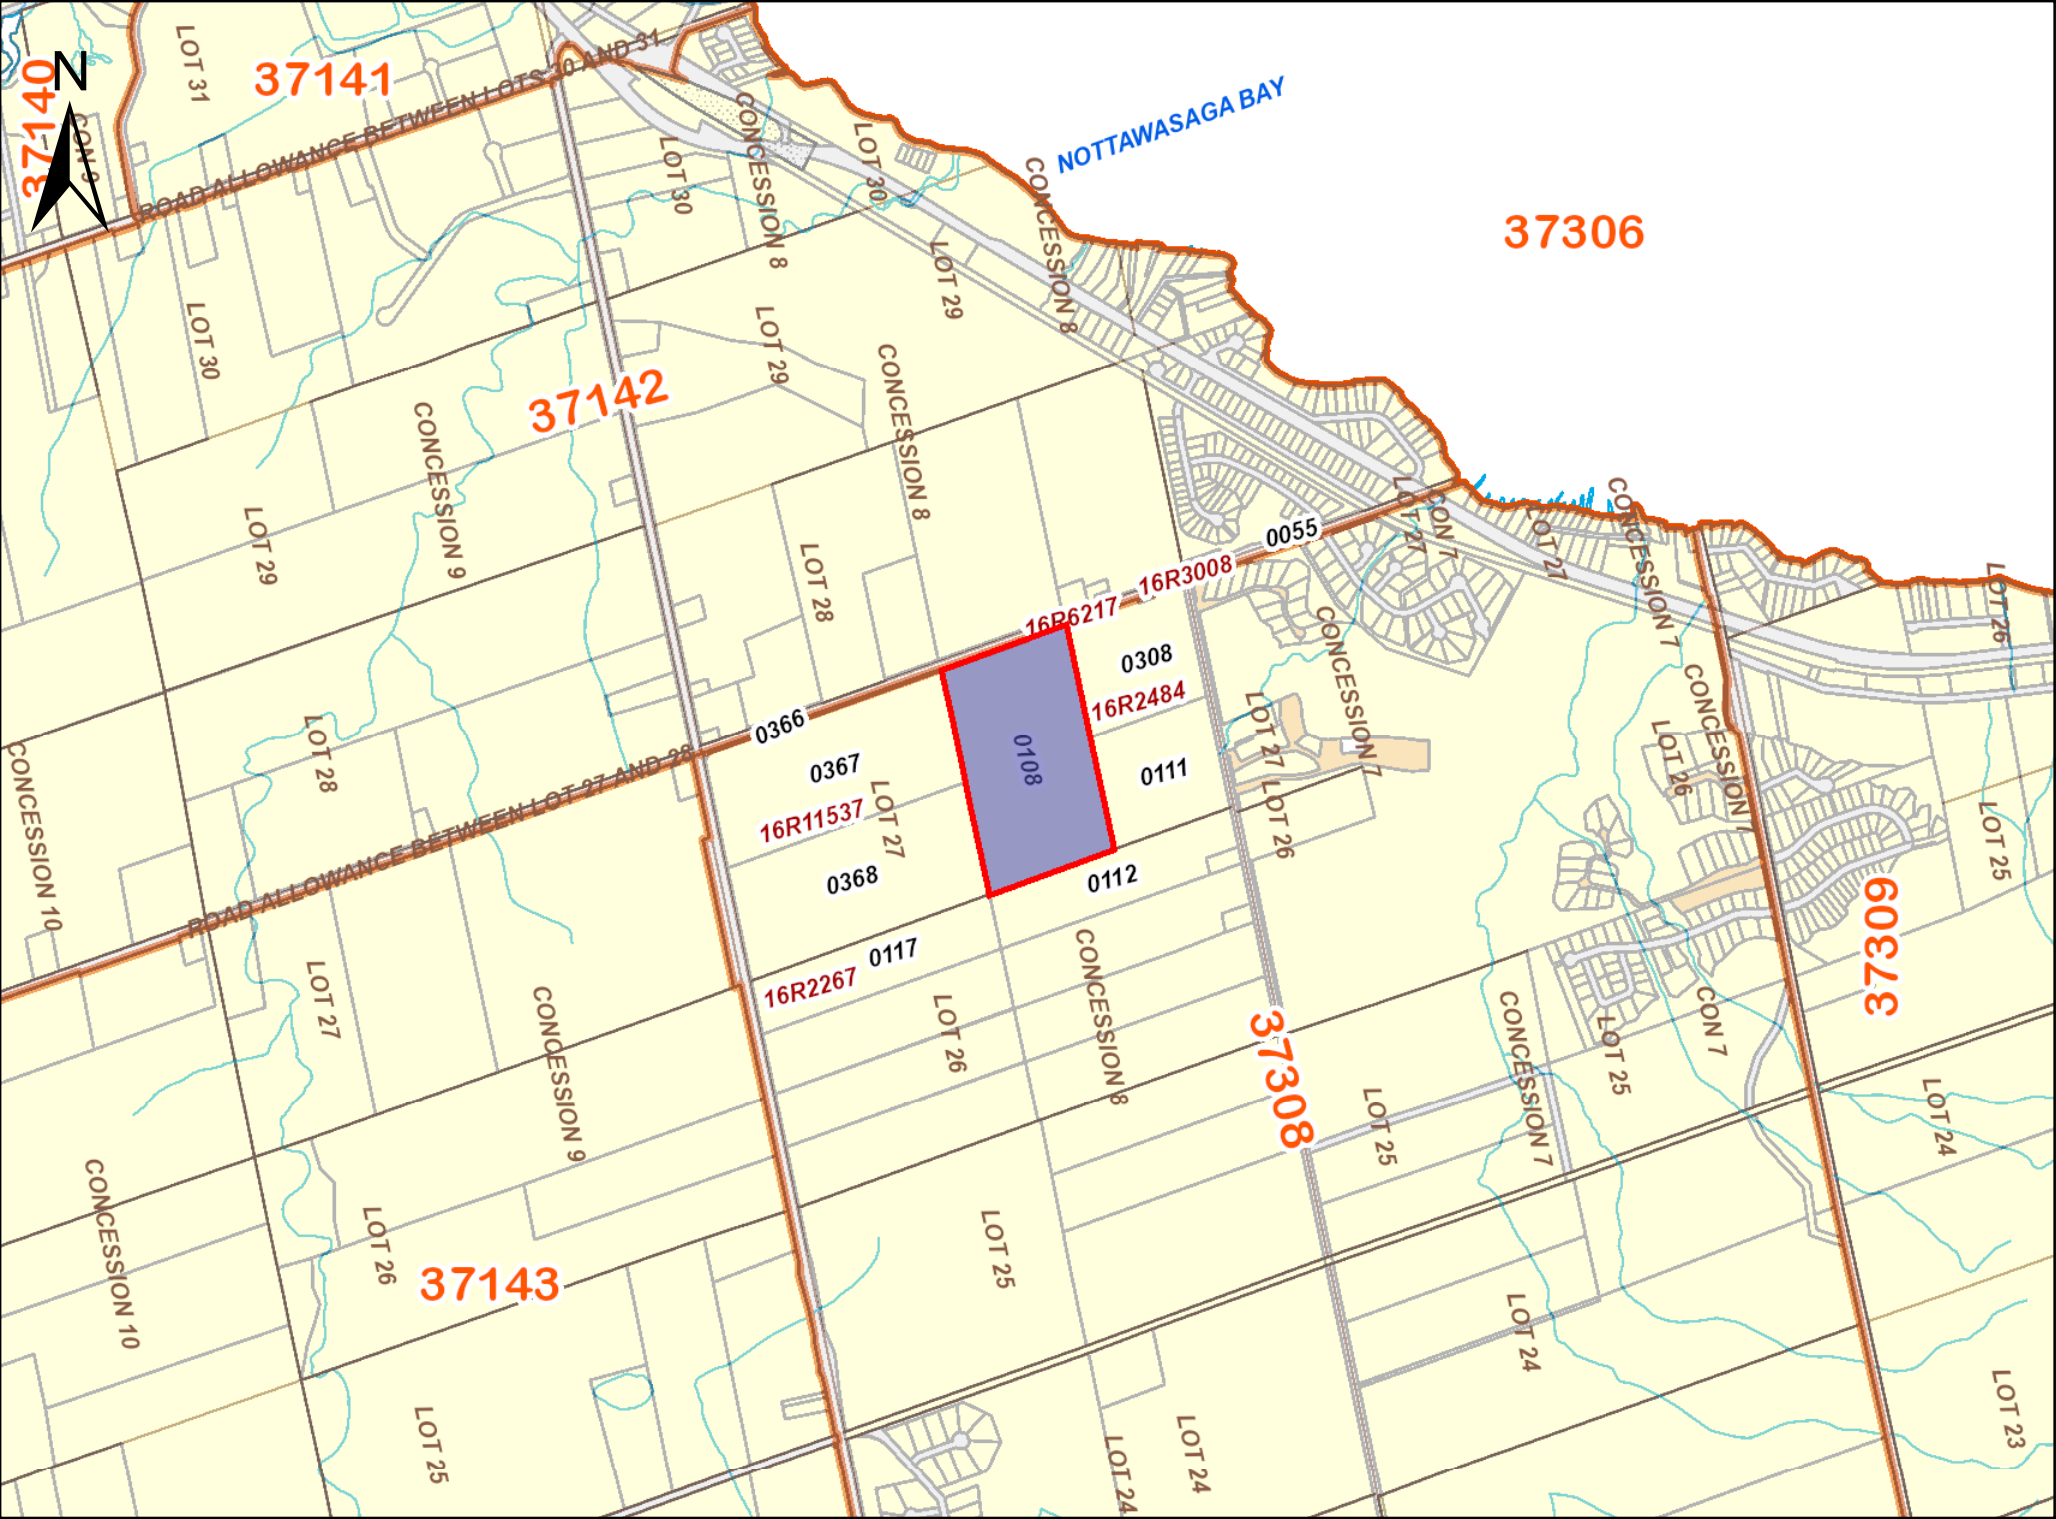 LOT 31
37141
ROAD ALLOWANCE BETWEEN LOTS 30 AND 31
N
37140
CON 9
CONCESSION 8
LOT 30
LOT 30
NOTTAWASAGA BAY
CONCESSION 8
37306
LOT 29
LOT 30
LOT 29
37142
CONCESSION 8
CONCESSION 9
LOT 29
LOT 28
0055
LOT 27
CON 7
LOT 27
CONCESSION 7
LOT 26
16R3008
16R6217
CONCESSION 7
0308
16R2484
0366
0367
0108
0111
LOT 27
CONCESSION 7
LOT 26
LOT 28
CONCESSION 10
ROAD ALLOWANCE BETWEEN LOT 27 AND 28
16R11537
LOT 27
LOT 26
LOT 25
0368
0112
37309
0117
16R2267
LOT 27
CONCESSION 9
LOT 26
CONCESSION 8
37308
CONCESSION 7
LOT 25
CON 7
LOT 25
LOT 24
CONCESSION 10
LOT 26
37143
LOT 25
LOT 24
LOT 25
LOT 24
LOT 24
LOT 23